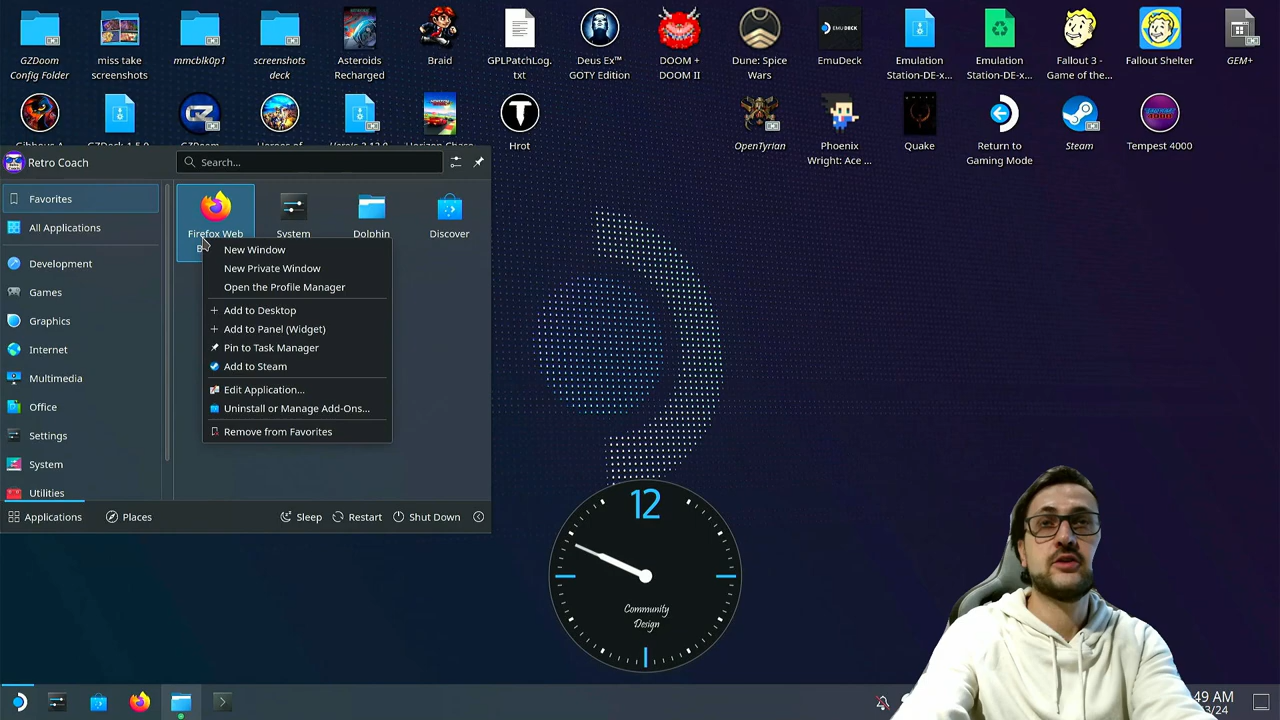 GZDoom
Config Folder
miss take
screenshots
mmcblk0p1
screenshots
deck
Asteroids
Recharged
Braid
GPLPatchLog.
txt
Deus Ex™
GOTY Edition
DOOM +
DOOM II
Dune: Spice
Wars
EmuDeck
Emulation
Station-DE-x...
Emulation
Station-DE-x...
Fallout 3 -
Game of the...
Fallout Shelter
GEM+
Hrot
OpenTyrian
Phoenix
Wright: Ace ...
Quake
Return to
Gaming Mode
Steam
Tempest 4000
Retro Coach
Search...
Favorites
All Applications
Development
Games
Graphics
Internet
Multimedia
Office
Settings
System
Utilities
Firefox Web
System
Dolphin
Discover
New Window
New Private Window
Open the Profile Manager
Add to Desktop
Add to Panel (Widget)
Pin to Task Manager
Add to Steam
Edit Application...
Uninstall or Manage Add-Ons...
Remove from Favorites
Applications
Places
Sleep
Restart
Shut Down
12
Community
Design
49 AM
3/24